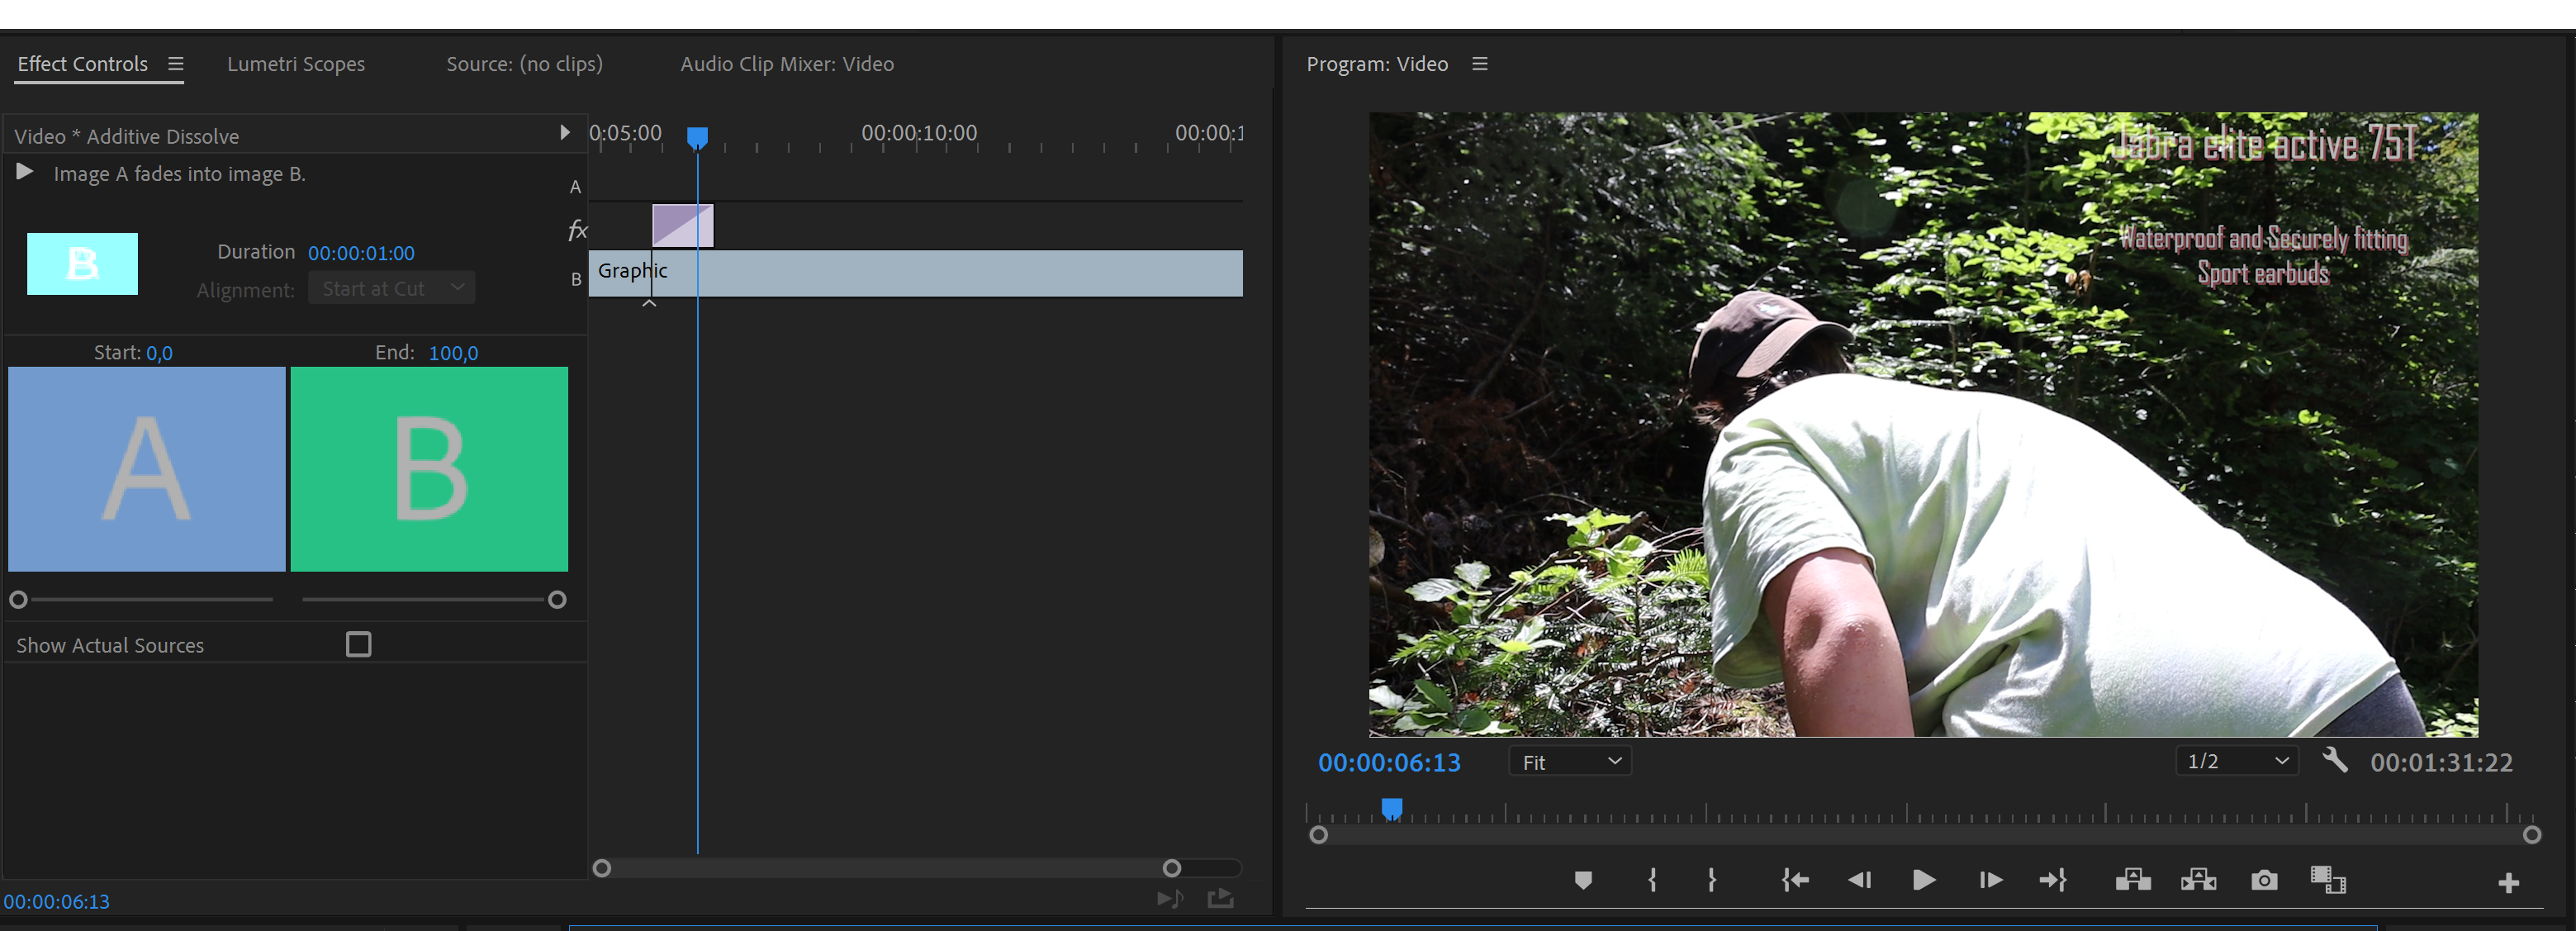 Effect Controls
Lumetri Scopes
Source: (no clips)
Audio Clip Mixer: Video
Program: Video
Video * Additive Dissolve
0:05:00
00:00:10:00
00:00:1
Image A fades into image B.
A
fx
B
Duration 00:00:01:00
Alignment: Start at Cut
B
Graphic
Start: 0,0
End: 100,0
A
B
Show Actual Sources
00:00:06:13
Jabra elite active 75T
Waterproof and Securely fitting
Sport earbuds
00:00:06:13
Fit
1/2
00:01:31:22